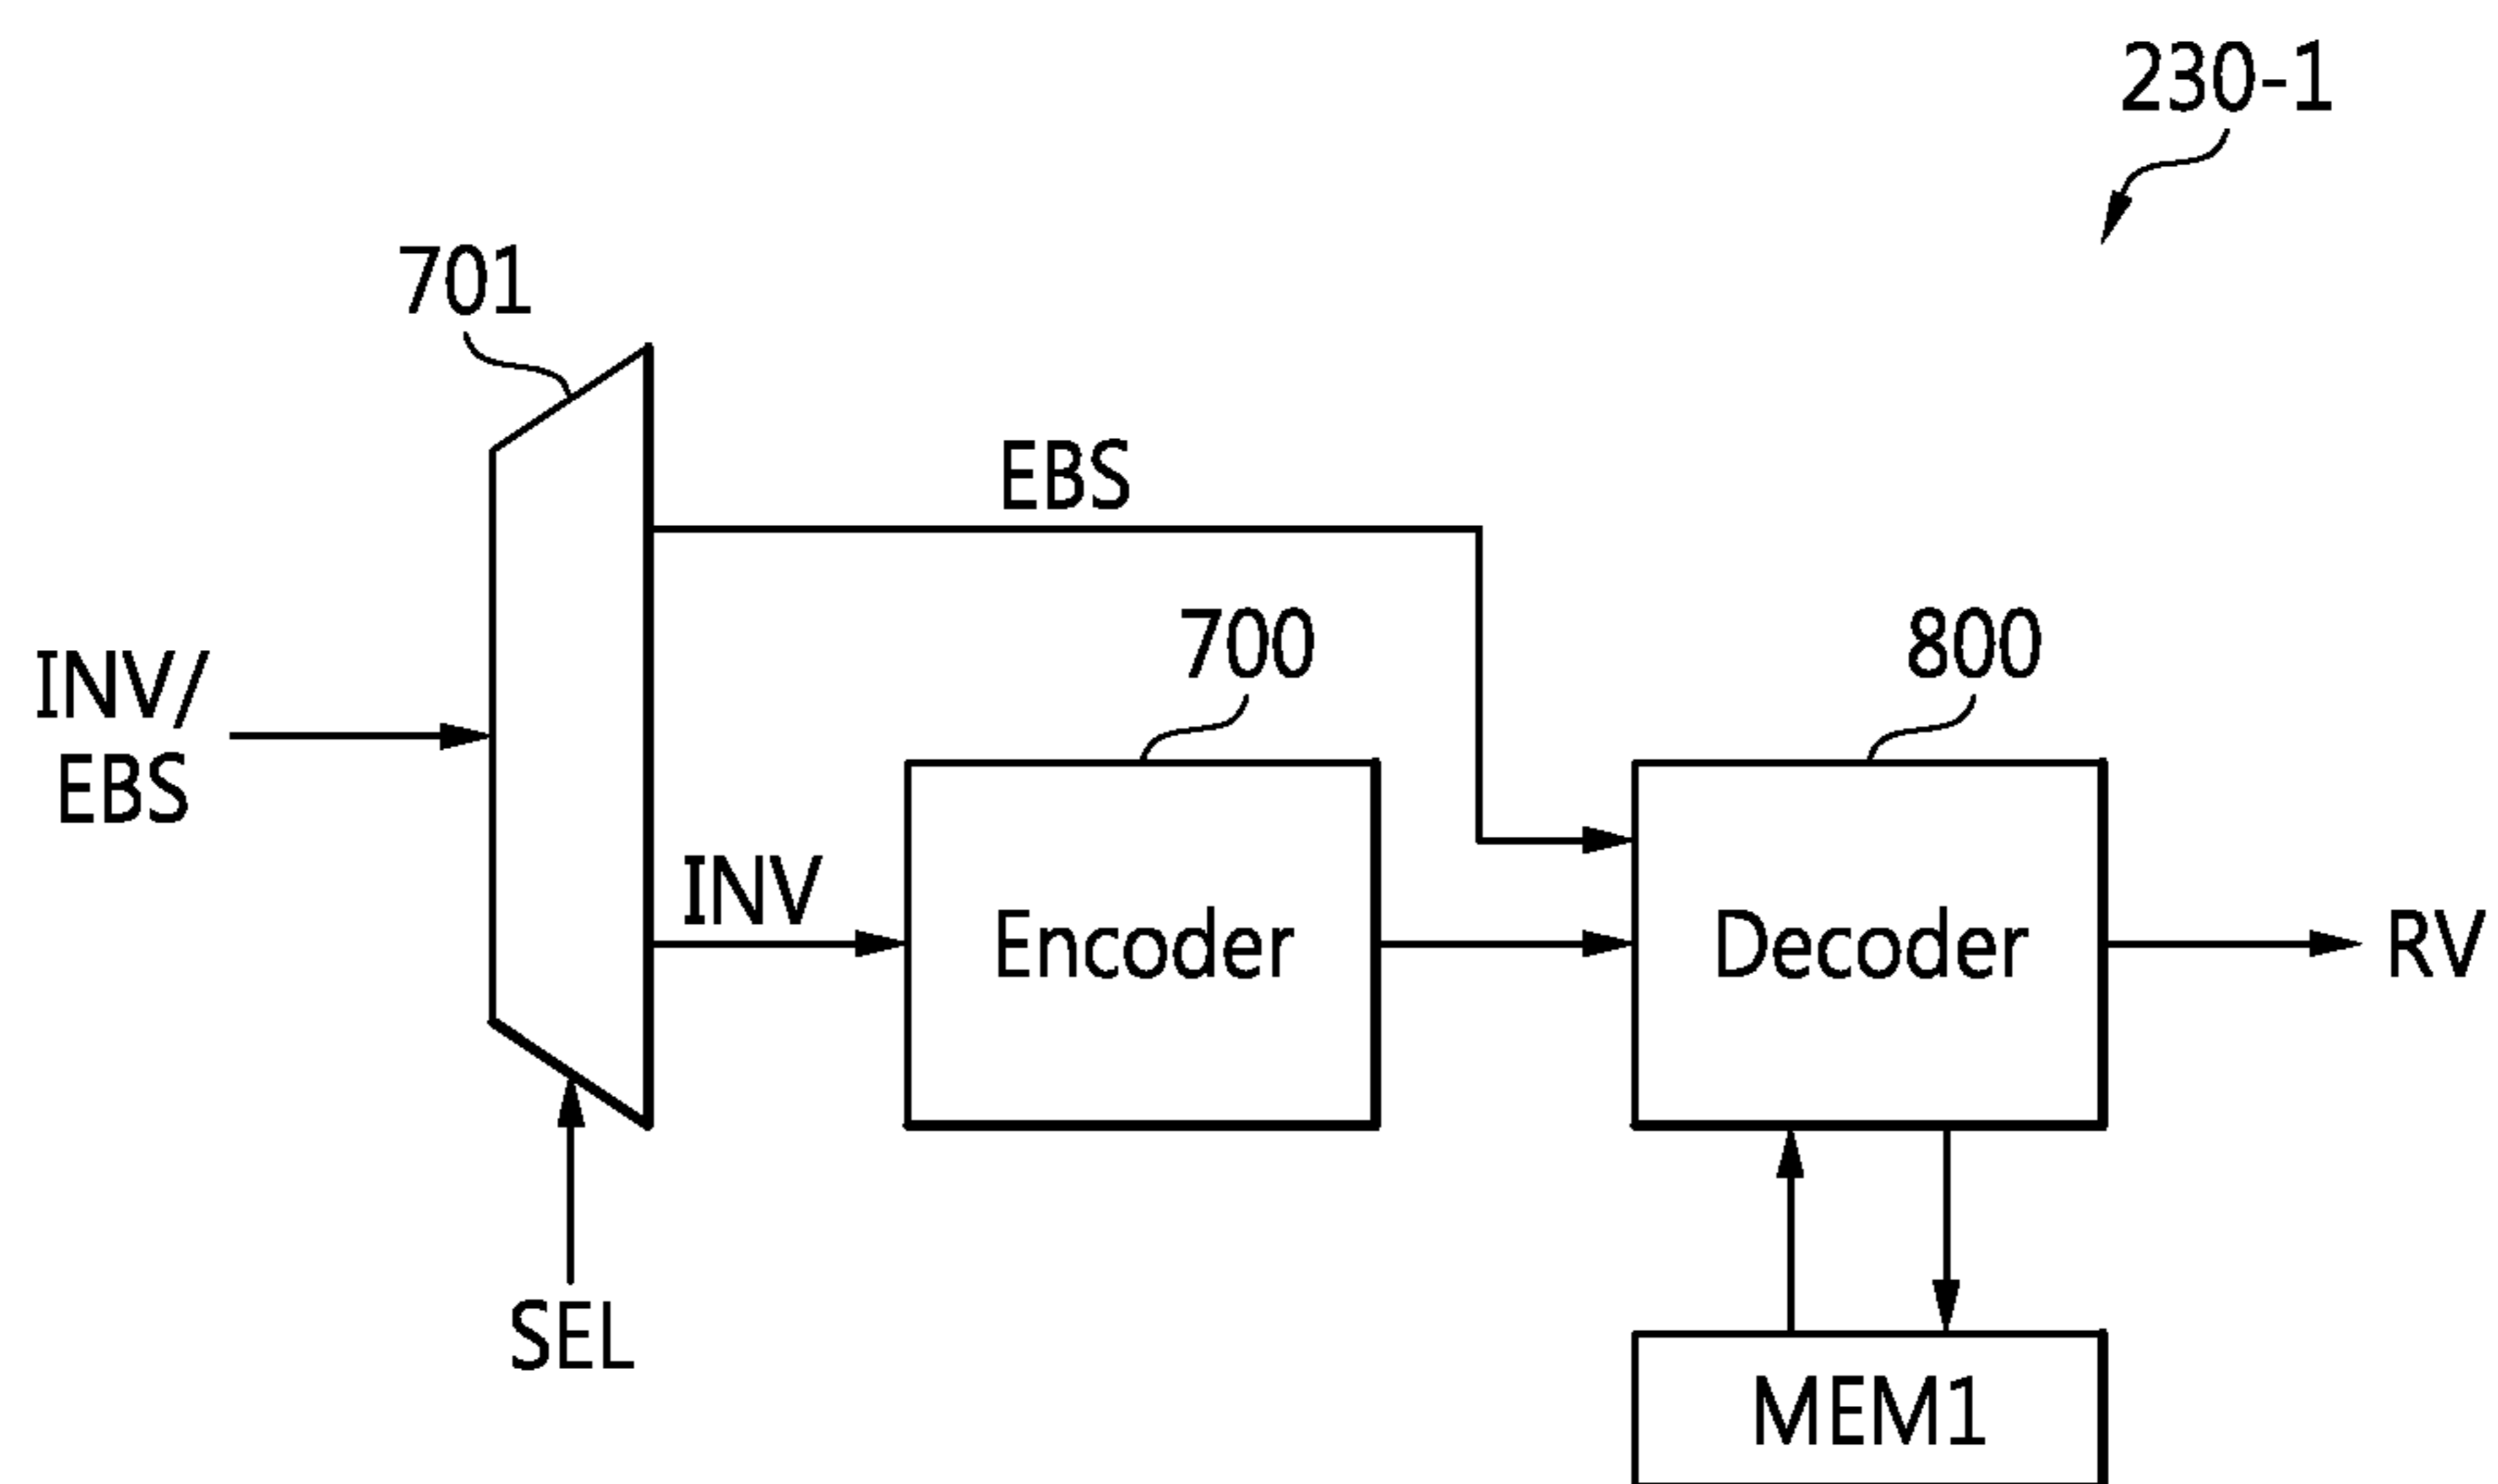 230-1
701
EBS
700
800
INV/
EBS
INV
Encoder
Decoder
RV
SEL
MEM1